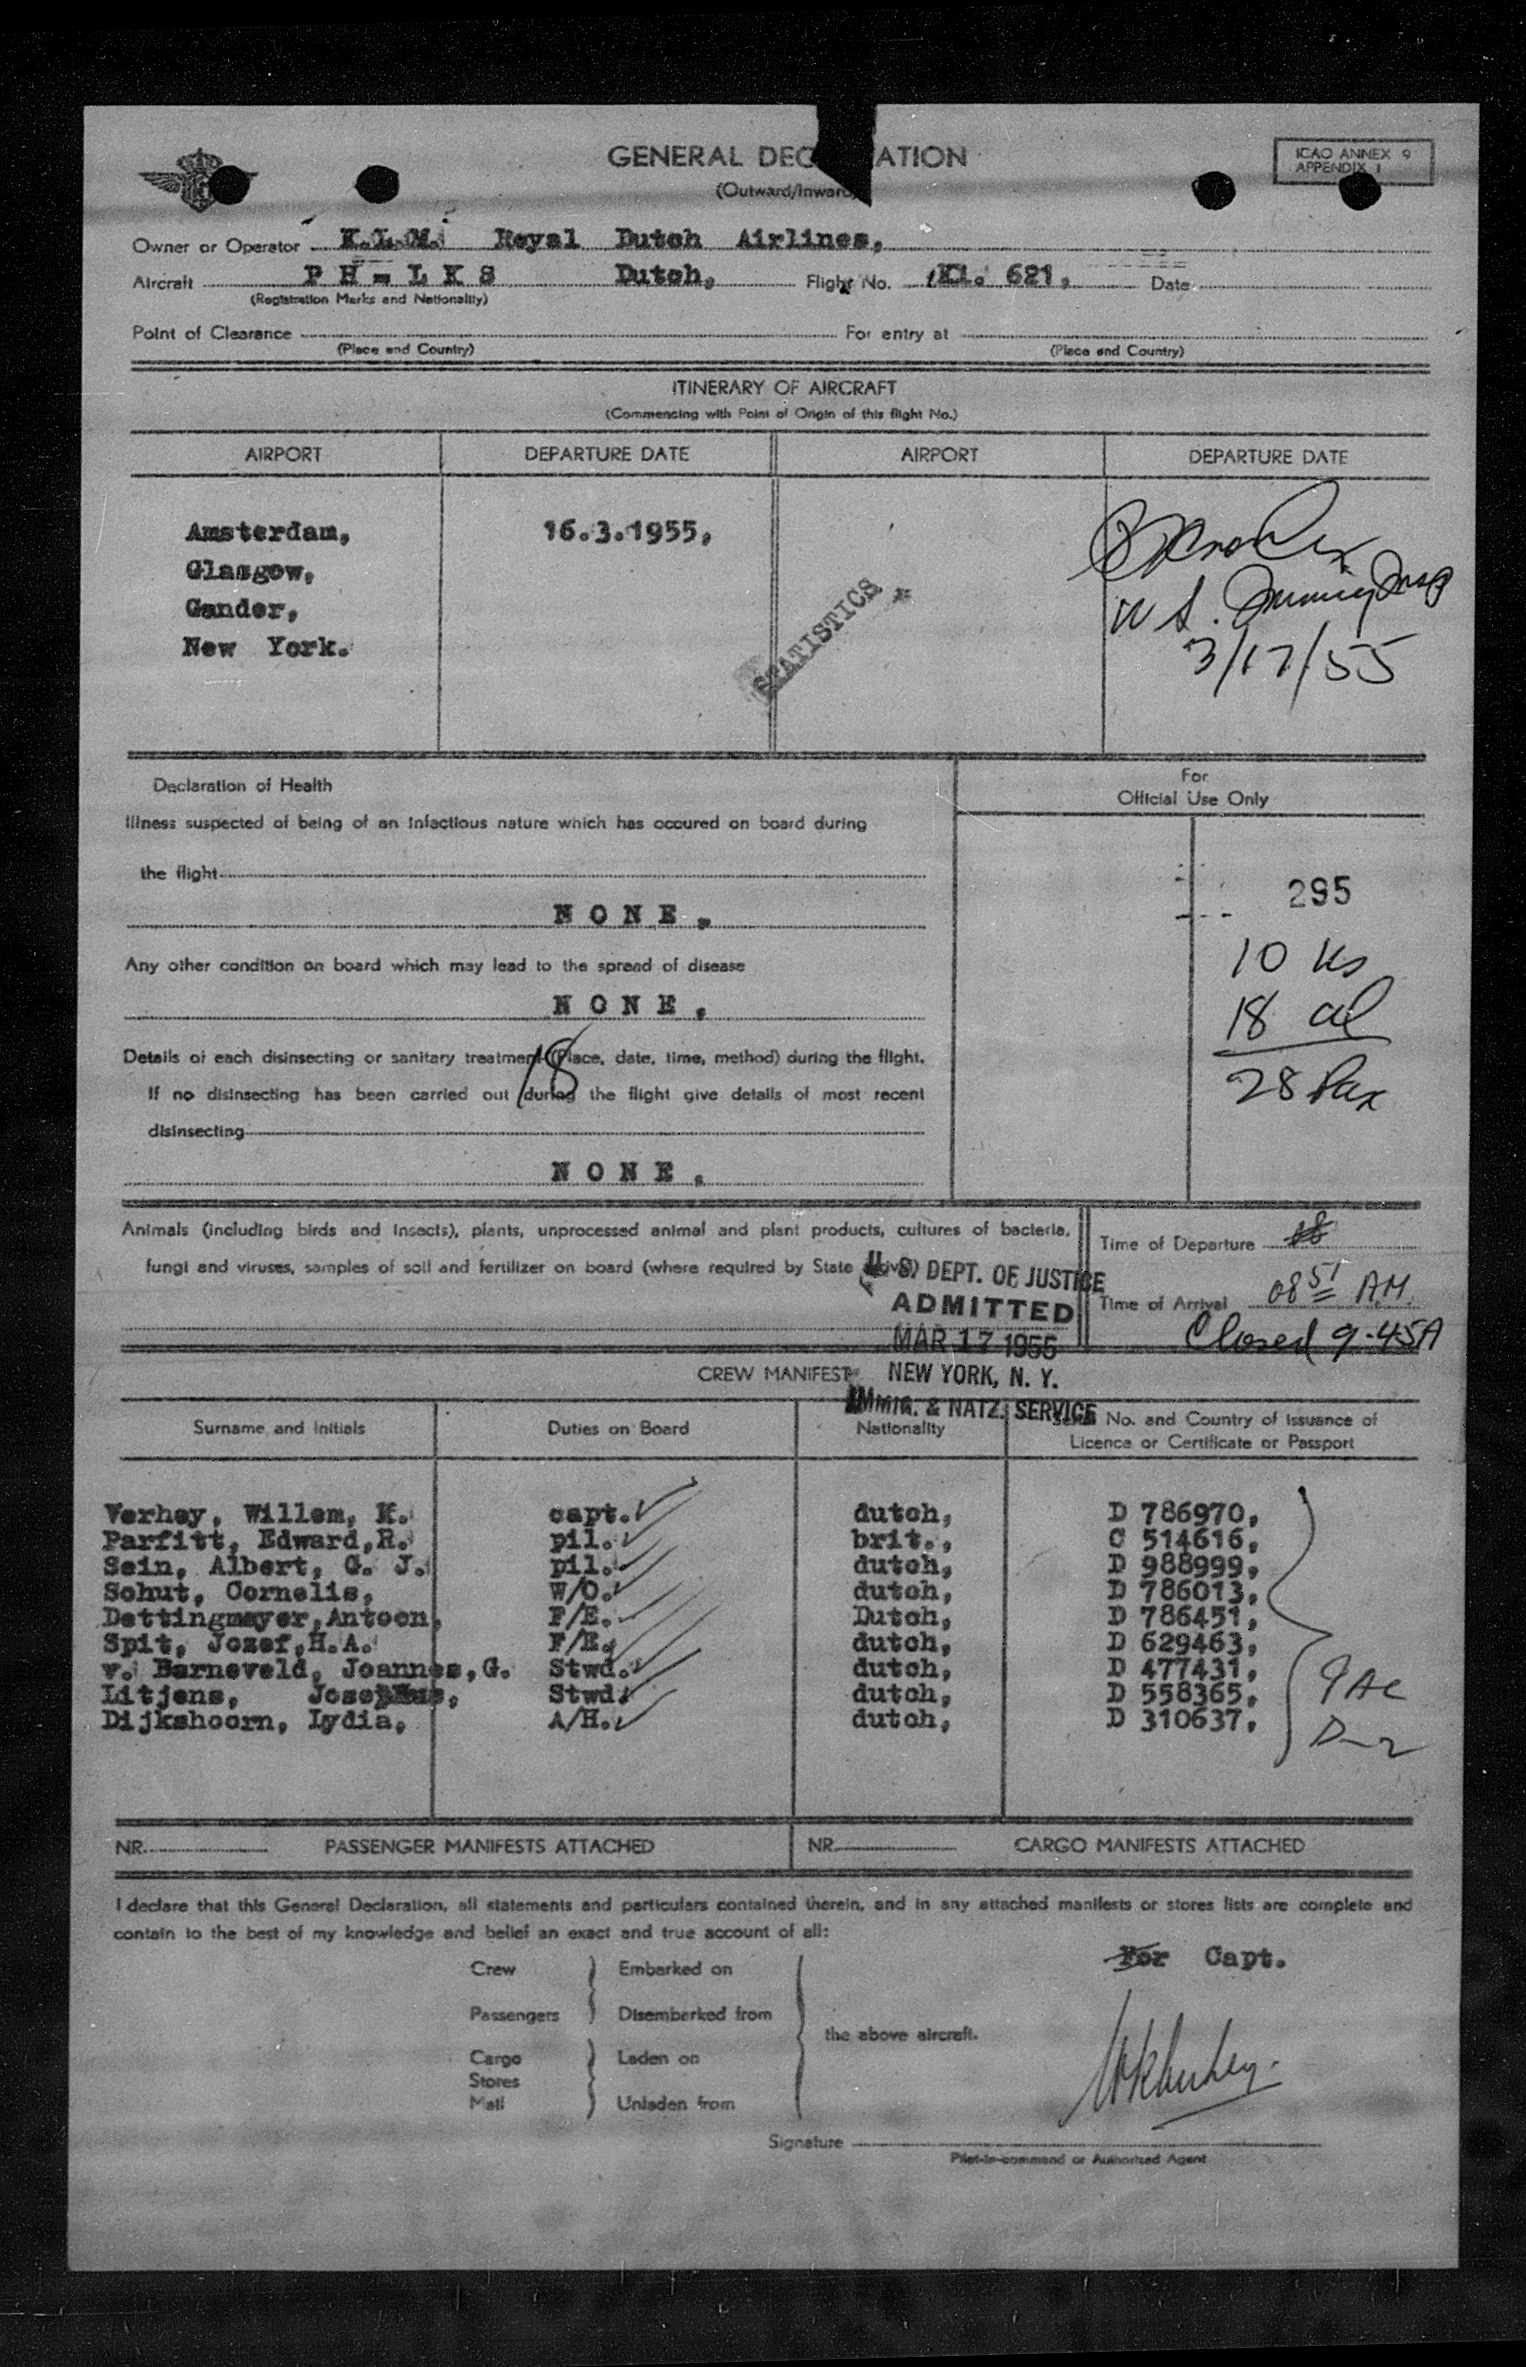 GENERAL DEC ATION
(Outward/Inward)
ICAO ANNEX 9
APPENDIX 1
Owner or Operator K.L.M. Royal Dutch Airlines,
Aircraft P H - L K S Dutch, Flight No. Kl. 621, Date
(Registration Marks and Nationality)
Point of Clearance For entry at
(Place and Country) (Place and Country)
ITINERARY OF AIRCRAFT
(Commencing with Point of Origin of this flight No.)
AIRPORT DEPARTURE DATE AIRPORT DEPARTURE DATE
Amsterdam, 16.3.1955,
Glasgow,
Gander,
New York.
STATISTICS
U S. Immig Insp
3/17/55
Declaration of Health
For
Official Use Only
Illness suspected of being of an infactious nature which has occured on board during
the flight
295
N O N E .
10 Us
Any other condition on board which may lead to the spread of disease
N O N E .
18 al
Details of each disinsecting or sanitary treatment (Place, date, time, method) during the flight.
18
28 Pax
If no disinsecting has been carried out during the flight give details of most recent
disinsecting
N O N E .
Animals (including birds and insects), plants, unprocessed animal and plant products, cultures of bacteria,
fungi and viruses, samples of soil and fertilizer on board (where required by State
Time of Departure 18
Time of Arrival 0851 A.M.
Closed 9-45A
U. S. DEPT. OF JUSTICE
ADMITTED
MAR 17 1955
NEW YORK, N. Y.
IMMIG. & NATZ. SERVICE
CREW MANIFEST
Surname and Initials Duties on Board Nationality No. and Country of Issuance of
Licence or Certificate or Passport
Verhey, Willem, K. capt. dutch, D 786970,
Parfitt, Edward,R. pil. brit., C 514616,
Sein, Albert, G. J. pil. dutch, D 988999,
Schut, Cornelis, W/O. dutch, D 786013,
Dettingmeyer,Antoon, F/E. Dutch, D 786451,
Spit, Jozef,H.A. F/E. dutch, D 629463,
v. Barneveld, Joannes,G. Stwd. dutch, D 477431,
Litjens, Stwd. dutch, D 558365,
Dijkshoorn, Lydia, A/H. dutch, D 310637,
9 AC
D-2
NR. PASSENGER MANIFESTS ATTACHED NR. CARGO MANIFESTS ATTACHED
I declare that this General Declaration, all statements and particulars contained therein, and in any attached manifests or stores lists are complete and
contain to the best of my knowledge and belief an exact and true account of all:
For Capt.
Crew Embarked on
Passengers Disembarked from
the above aircraft.
Cargo Laden on
Stores
Mail Unladen from
WKVerhey.
Signature
Pilot-in-command or Authorized Agent